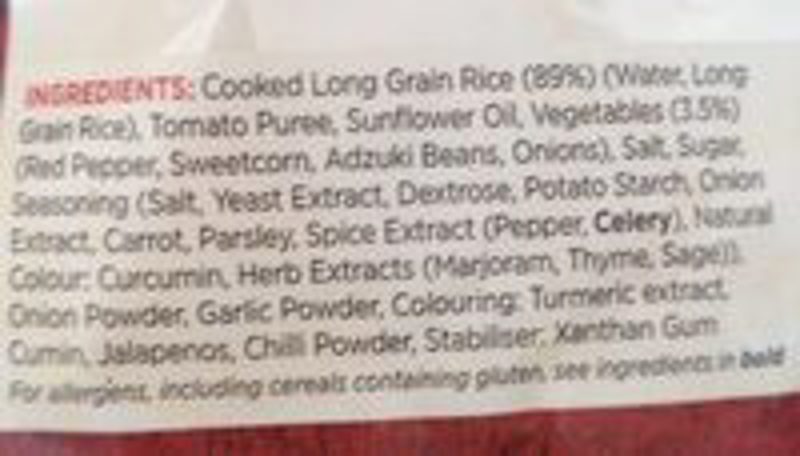 INGREDIENTS: Cooked Long Grain Rice (89%) (Water, Long
Grain Rice), Tomato Puree, Sunflower Oil, Vegetables (3.5%)
(Red Pepper, Sweetcorn, Adzuki Beans, Onions), Salt, Sugar,
Seasoning (Salt, Yeast Extract, Dextrose, Potato Starch, Onion
Extract, Carrot, Parsley, Spice Extract (Pepper, Celery), Natural
Colour: Curcumin, Herb Extracts (Marjoram, Thyme, Sage)),
Onion Powder, Garlic Powder, Colouring: Turmeric extract,
Cumin, Jalapenos, Chilli Powder, Stabiliser: Xanthan Gum
For allergens, including cereals containing gluten, see ingredients in bold